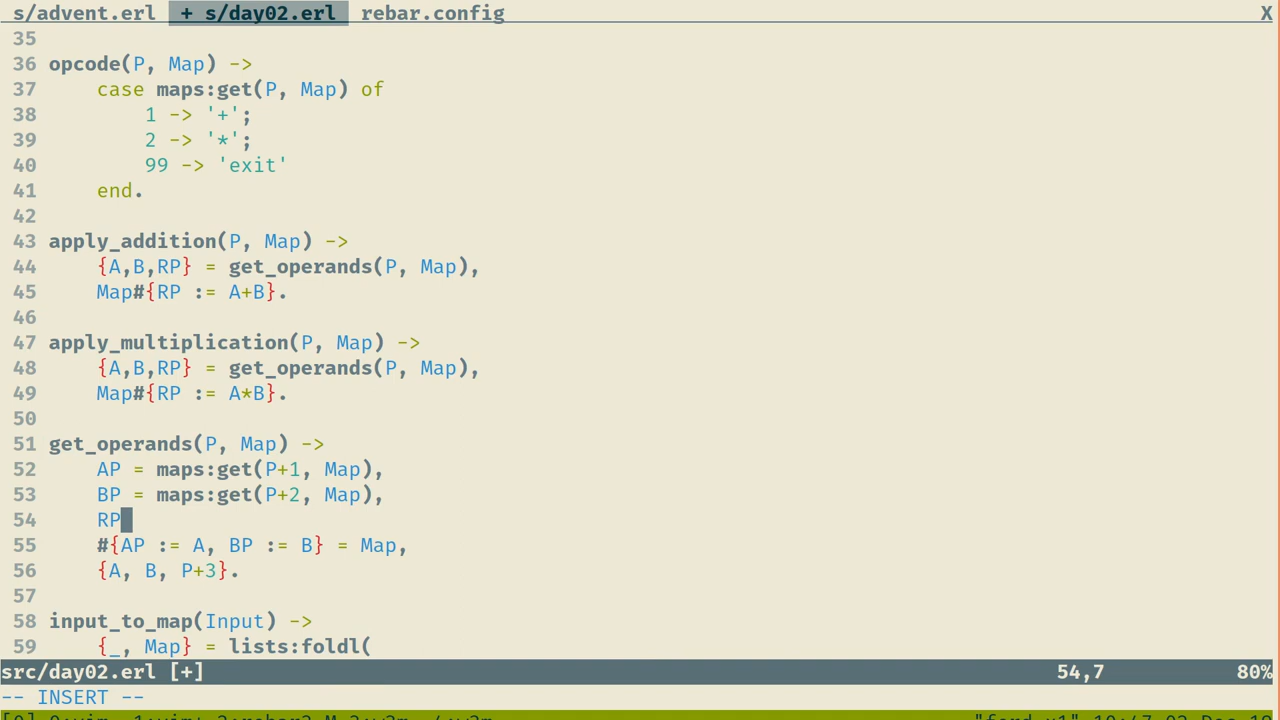 s/advent.erl + s/day02.erl rebar.config X
35
36 opcode(P, Map) ->
37     case maps:get(P, Map) of
38         1 -> '+';
39         2 -> '*';
40         99 -> 'exit'
41     end.
42
43 apply_addition(P, Map) ->
44     {A,B,RP} = get_operands(P, Map),
45     Map#{RP := A+B}.
46
47 apply_multiplication(P, Map) ->
48     {A,B,RP} = get_operands(P, Map),
49     Map#{RP := A*B}.
50
51 get_operands(P, Map) ->
52     AP = maps:get(P+1, Map),
53     BP = maps:get(P+2, Map),
54     RP
55     #{AP := A, BP := B} = Map,
56     {A, B, P+3}.
57
58 input_to_map(Input) ->
59     {_, Map} = lists:foldl(
src/day02.erl [+] 54,7 80%
-- INSERT --